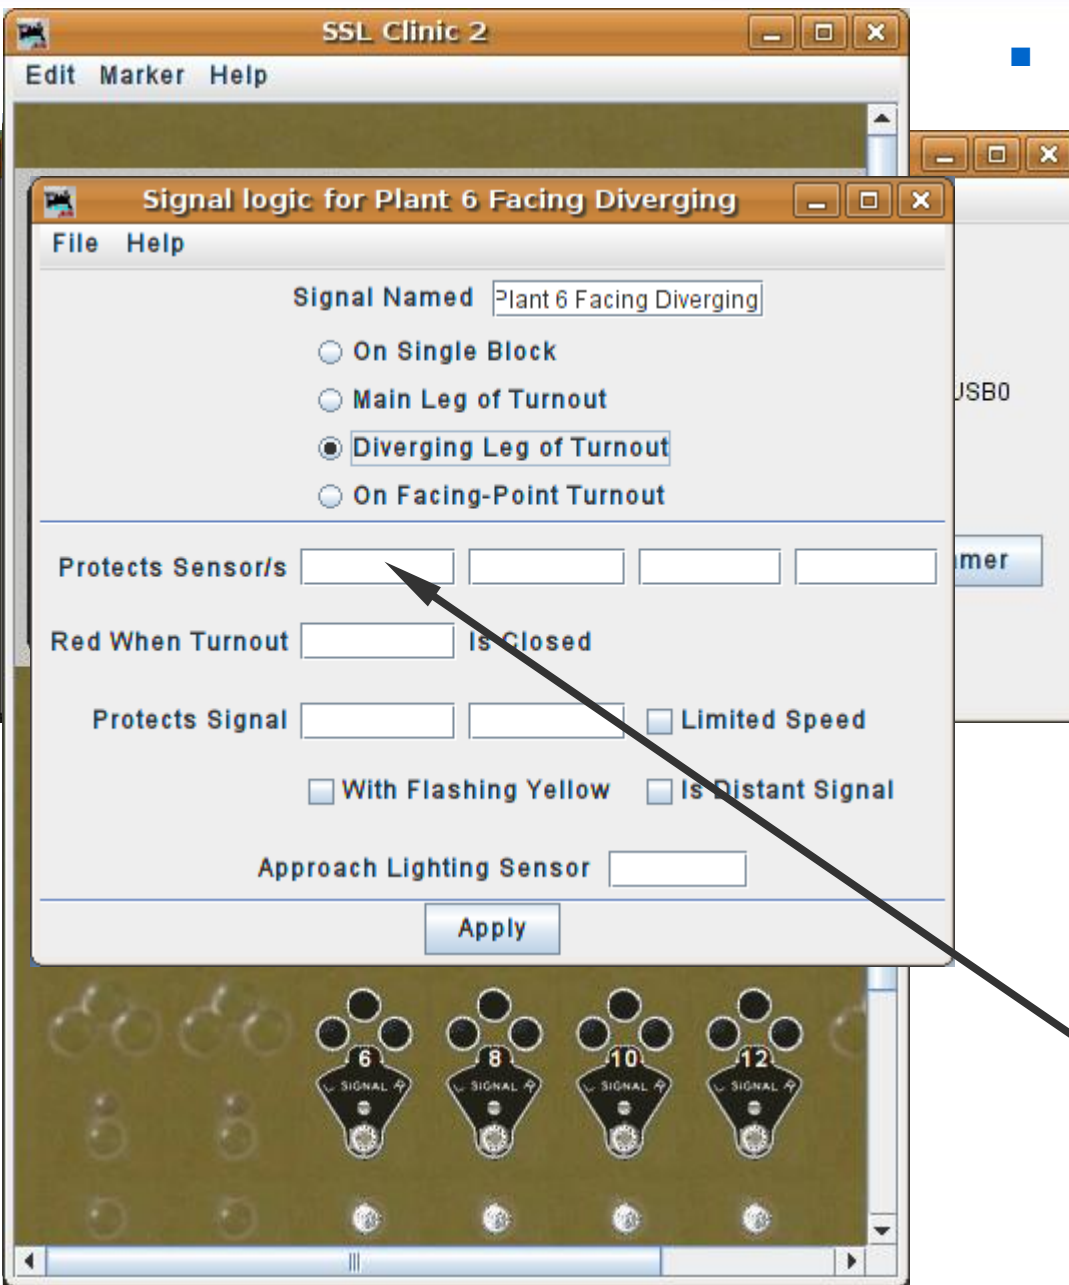 SSL Clinic 2
Edit Marker Help
Signal logic for Plant 6 Facing Diverging
File Help
Signal Named Plant 6 Facing Diverging
On Single Block
Main Leg of Turnout
JSB0
Diverging Leg of Turnout
On Facing-Point Turnout
Protects Sensor/s
mer
Red When Turnout Is Closed
Protects Signal Limited Speed
With Flashing Yellow Is Distant Signal
Approach Lighting Sensor
Apply
6 8 10 12
L SIGNAL R L SIGNAL R L SIGNAL R L SIGNAL R